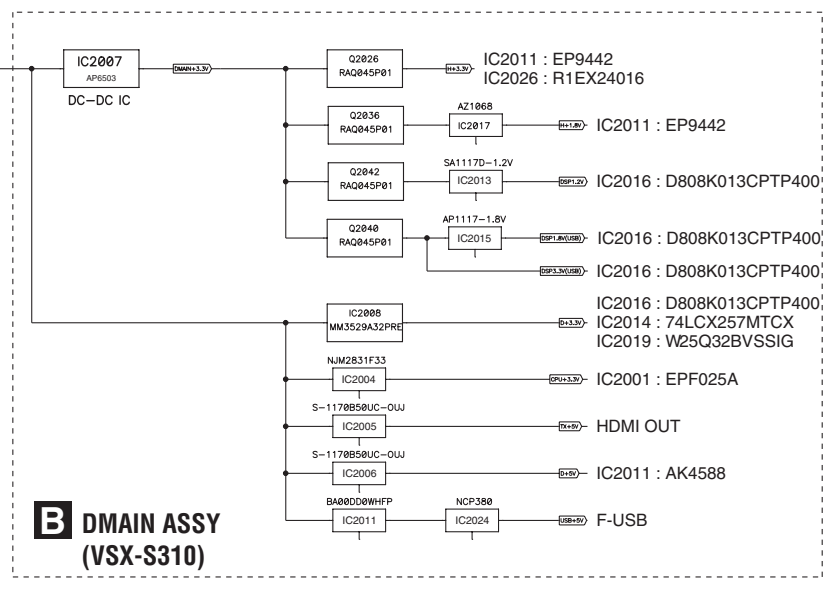 IC2007
AP6503
DC-DC IC
DMAIN+3.3V
Q2026
RAQ045P01
H+3.3V
IC2011 : EP9442
IC2026 : R1EX24016
Q2036
RAQ045P01
AZ1068
IC2017
H+1.8V
IC2011 : EP9442
Q2042
RAQ045P01
SA1117D-1.2V
IC2013
DSP1.2V
IC2016 : D808K013CPTP400
Q2040
RAQ045P01
AP1117-1.8V
IC2015
DSP1.8V(USB)
IC2016 : D808K013CPTP400
DSP3.3V(USB)
IC2016 : D808K013CPTP400
IC2008
MM3529A32PRE
D+3.3V
IC2016 : D808K013CPTP400
IC2014 : 74LCX257MTCX
IC2019 : W25Q32BVSSIG
NJM2831F33
IC2004
CPU+3.3V
IC2001 : EPF025A
S-1170B50UC-OUJ
IC2005
TX+5V
HDMI OUT
S-1170B50UC-OUJ
IC2006
D+5V
IC2011 : AK4588
BA00DD0WHFP
IC2011
NCP380
IC2024
USB+5V
F-USB
B DMAIN ASSY
(VSX-S310)